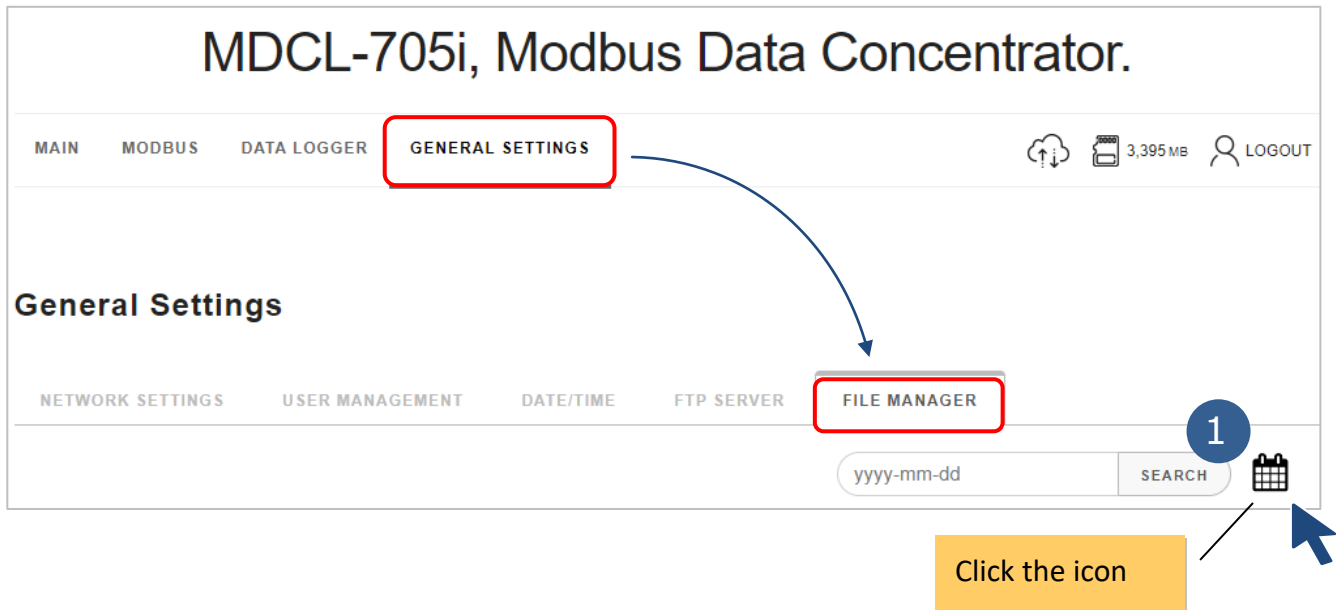 MDCL-705i, Modbus Data Concentrator.
MAIN MODBUS DATA LOGGER GENERAL SETTINGS 3,395 MB LOGOUT
General Settings
NETWORK SETTINGS USER MANAGEMENT DATE/TIME FTP SERVER FILE MANAGER
1
yyyy-mm-dd SEARCH
Click the icon